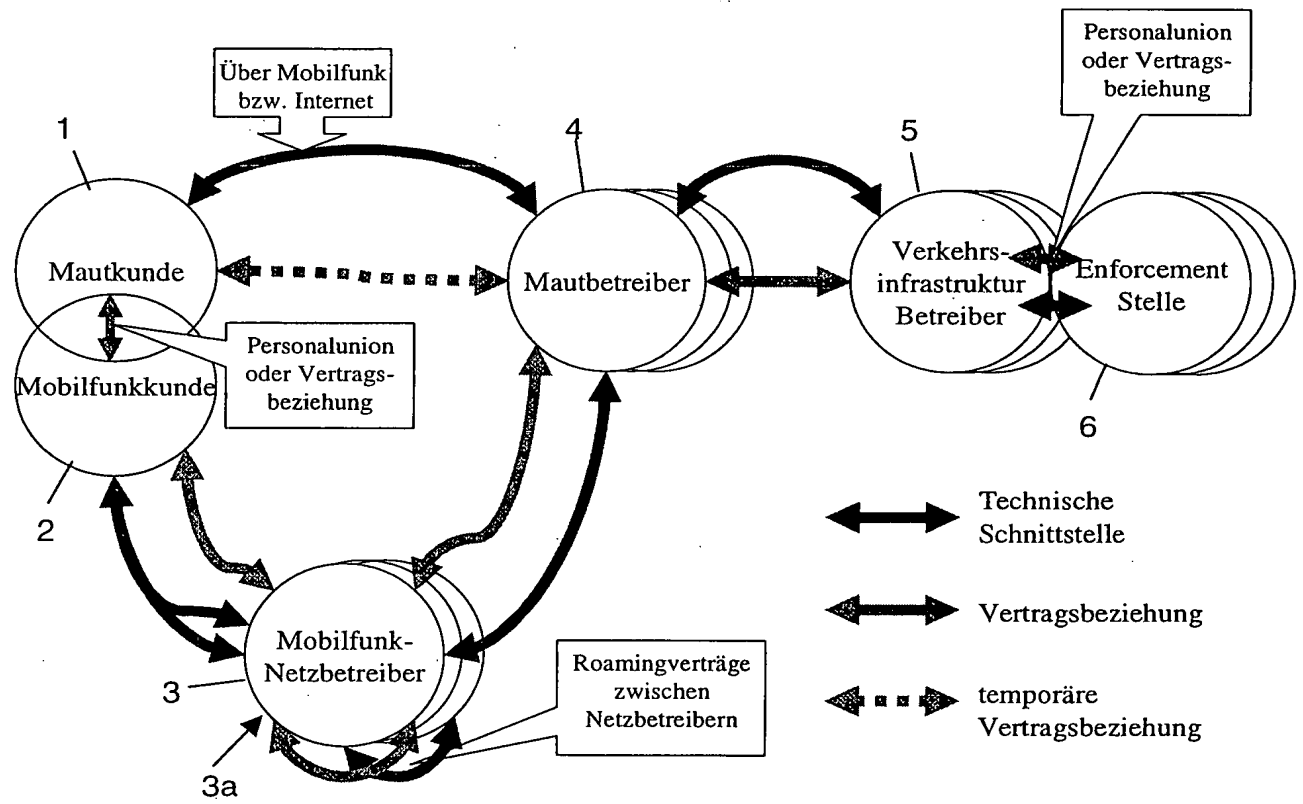 Über Mobilfunk
bzw. Internet
Personalunion
oder Vertrags-
beziehung
1
4
5
Mautkunde
Mautbetreiber
Verkehrs-
infrastruktur
Betreiber
Enforcement
Stelle
Mobilfunkkunde
Personalunion
oder Vertrags-
beziehung
2
6
Mobilfunk-
Netzbetreiber
3
3a
Roamingverträge
zwischen
Netzbetreibern
Technische
Schnittstelle
Vertragsbeziehung
temporäre
Vertragsbeziehung